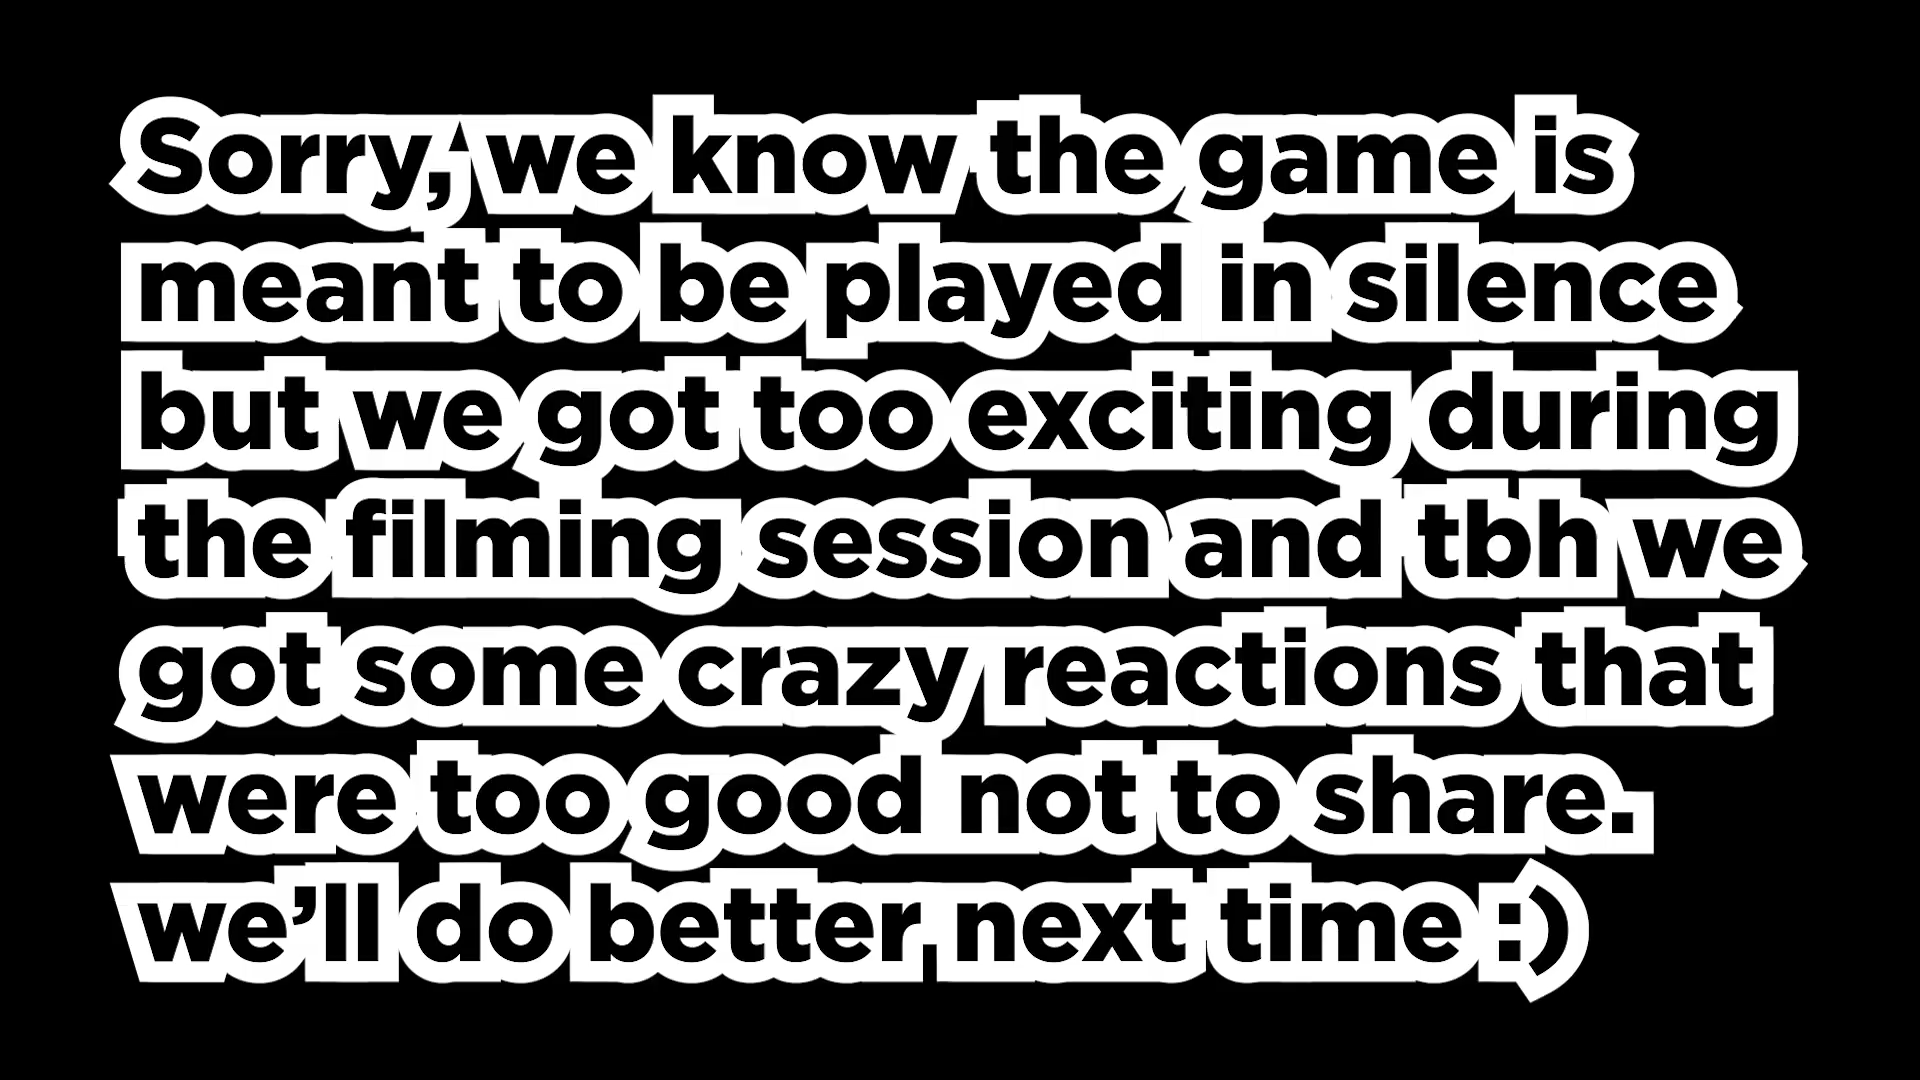 Sorry, we know the game is
meant to be played in silence
but we got too exciting during
the filming session and tbh we
got some crazy reactions that
were too good not to share.
we’ll do better next time :)